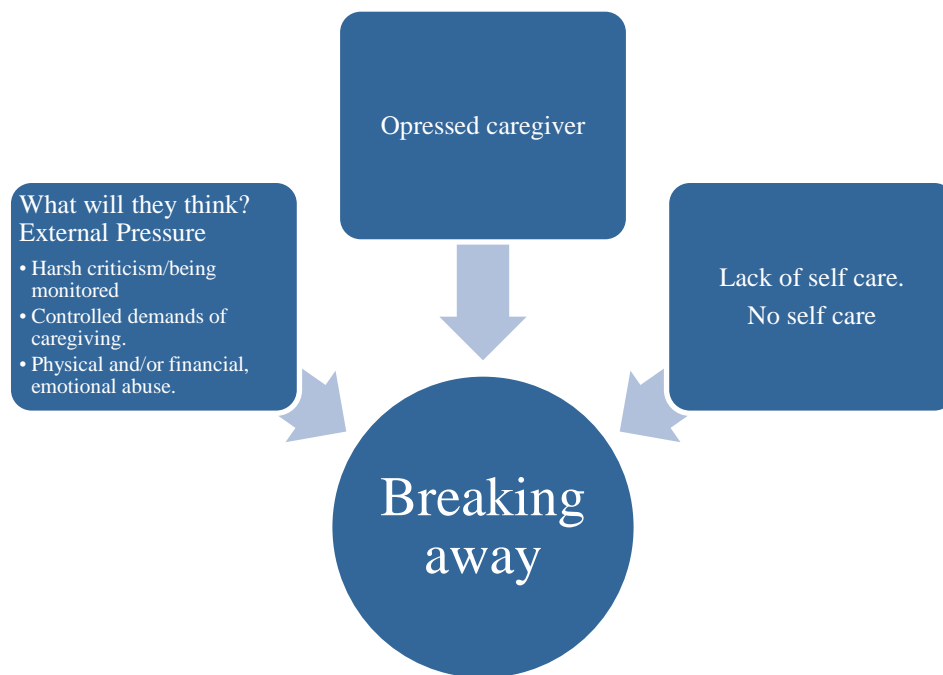 Opressed caregiver
What will they think?
External Pressure
• Harsh criticism/being
monitored
• Controlled demands of
caregiving.
• Physical and/or financial,
emotional abuse.
Lack of self care.
No self care
Breaking
away